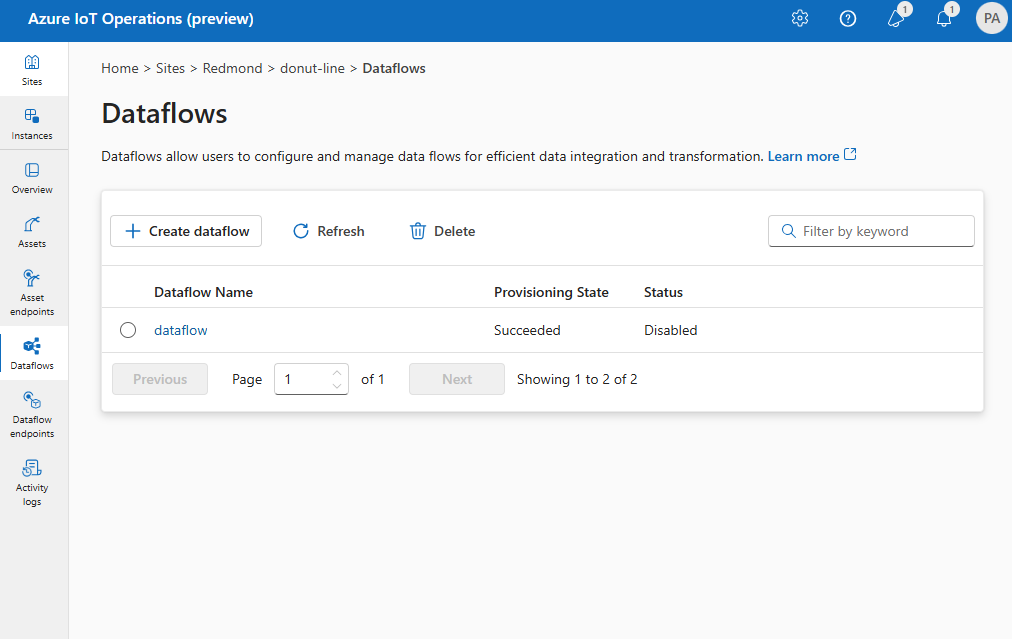 Azure IoT Operations (preview)
1
1
PA
Sites
Instances
Overview
Assets
Asset
endpoints
Dataflows
Dataflow
endpoints
Activity
logs
Home > Sites > Redmond > donut-line > Dataflows
Dataflows
Dataflows allow users to configure and manage data flows for efficient data integration and transformation. Learn more
Create dataflow Refresh Delete Filter by keyword
Dataflow Name Provisioning State Status
dataflow Succeeded Disabled
Previous Page 1 of 1 Next Showing 1 to 2 of 2